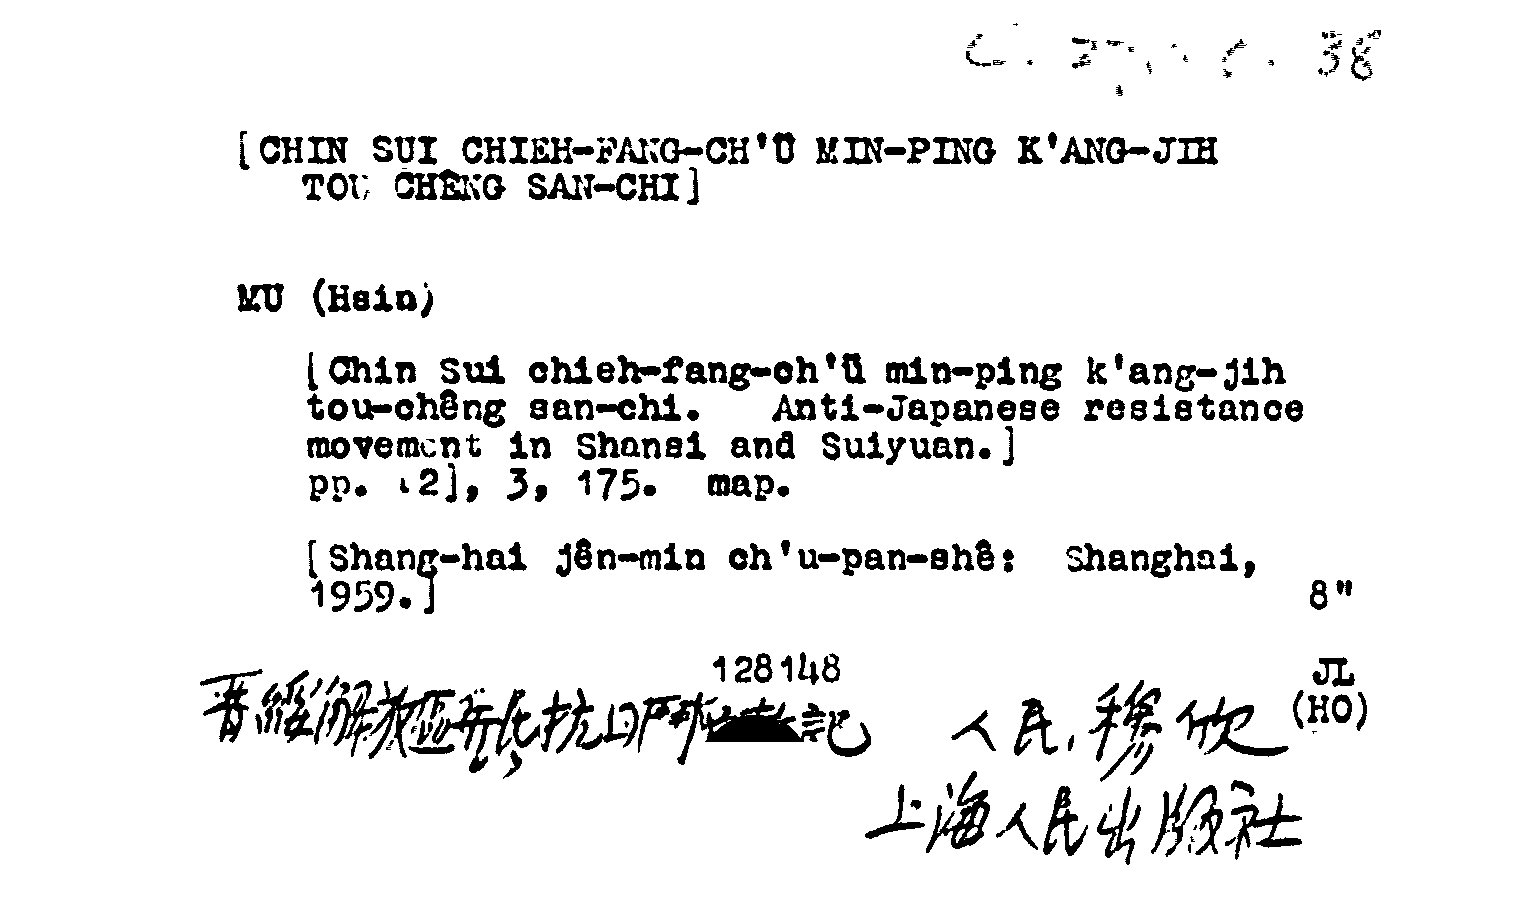 38
[CHIN SUI CHIEH-FANG-CH'Ü MIN-PING K'ANG-JIH
TOU CHÊNG SAN-CHI]
MU (Hsin)
[Chin Sui chieh-fang-ch'ü min-ping k'ang-jih
tou-chêng san-chi. Anti-Japanese resistance
movement in Shansi and Suiyuan.]
pp. [2], 3, 175. map.
[Shang-hai jên-min ch'u-pan-shê: Shanghai,
1959.] 8"
128148 JL
(HO)
晋綏解放區民兵抗日 記 人民, 穆欣
上海人民出版社